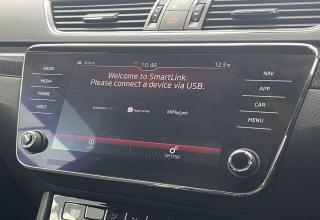 10:46
12.5°c
Welcome to SmartLink.
Please connect a device via USB.
RADIO
MEDIA
PHONE
VOICE
NAV
APP
CAR
MENU
MirrorLink
Settings